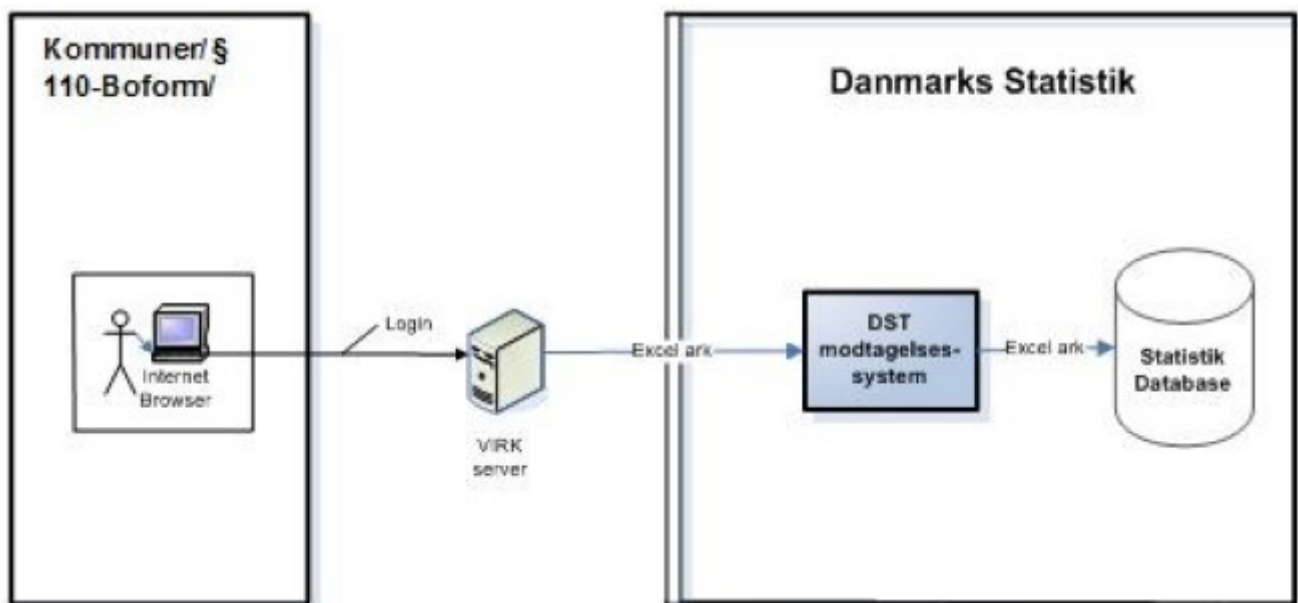 Kommuner/ §
110-Boform/
Danmarks Statistik
Internet
Browser
Login
VIRK
server
Excel ark
DST
modtagelses-
system
Excel ark
Statistik
Database